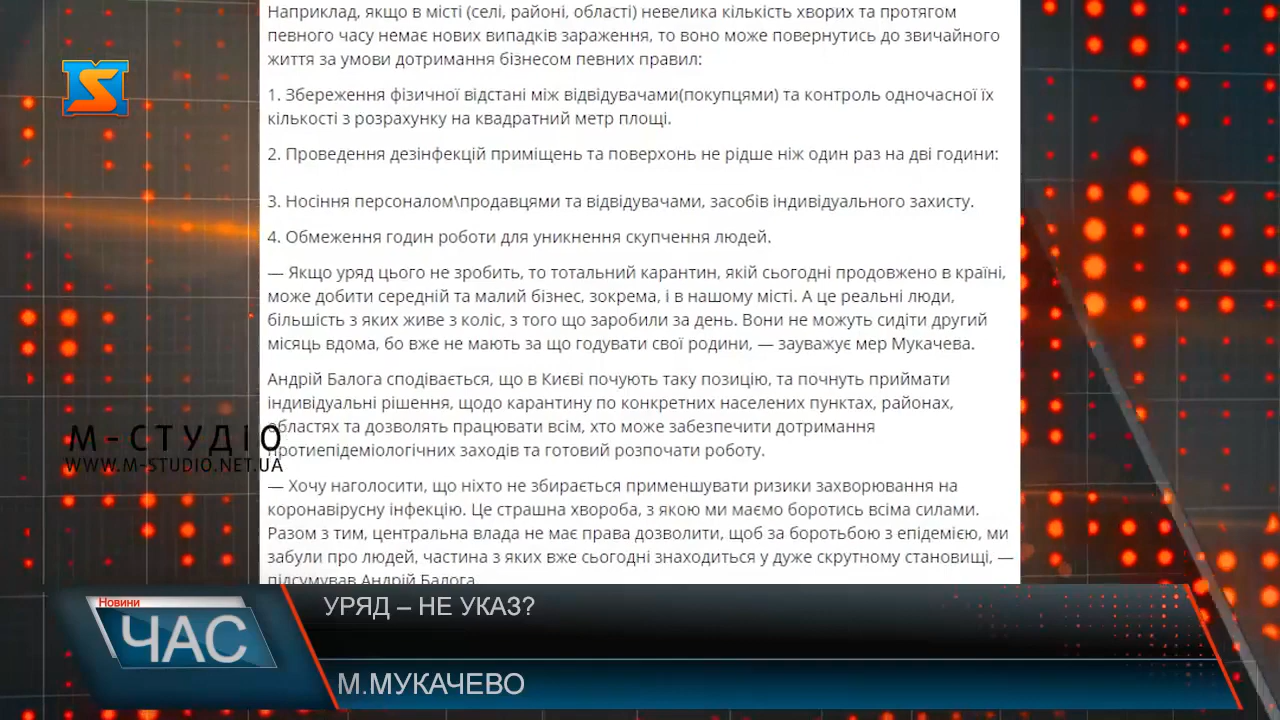 Наприклад, якщо в місті (селі, районі, області) невелика кількість хворих та протягом
певного часу немає нових випадків зараження, то воно може повернутись до звичайного
життя за умови дотримання бізнесом певних правил:
1. Збереження фізичної відстані між відвідувачами(покупцями) та контроль одночасної їх
кількості з розрахунку на квадратний метр площі.
2. Проведення дезінфекцій приміщень та поверхонь не рідше ніж один раз на дві години:
3. Носіння персоналом\продавцями та відвідувачами, засобів індивідуального захисту.
4. Обмеження годин роботи для уникнення скупчення людей.
— Якщо уряд цього не зробить, то тотальний карантин, якій сьогодні продовжено в країні,
може добити середній та малий бізнес, зокрема, і в нашому місті. А це реальні люди,
більшість з яких живе з коліс, з того що заробили за день. Вони не можуть сидіти другий
місяць вдома, бо вже не мають за що годувати свої родини, — зауважує мер Мукачева.
Андрій Балога сподівається, що в Києві почують таку позицію, та почнуть приймати
індивідуальні рішення, щодо карантину по конкретних населених пунктах, районах,
областях та дозволять працювати всім, хто може забезпечити дотримання
протиепідеміологічних заходів та готовий розпочати роботу.
М-СТУДІО
WWW.M-STUDIO.NET.UA
— Хочу наголосити, що ніхто не збирається применшувати ризики захворювання на
коронавірусну інфекцію. Це страшна хвороба, з якою ми маємо боротись всіма силами.
Разом з тим, центральна влада не має права дозволити, щоб за боротьбою з епідемією, ми
забули про людей, частина з яких вже сьогодні знаходиться у дуже скрутному становищі, —
підсумував Андрій Балога
Новини
ЧАС
УРЯД – НЕ УКАЗ?
М.МУКАЧЕВО